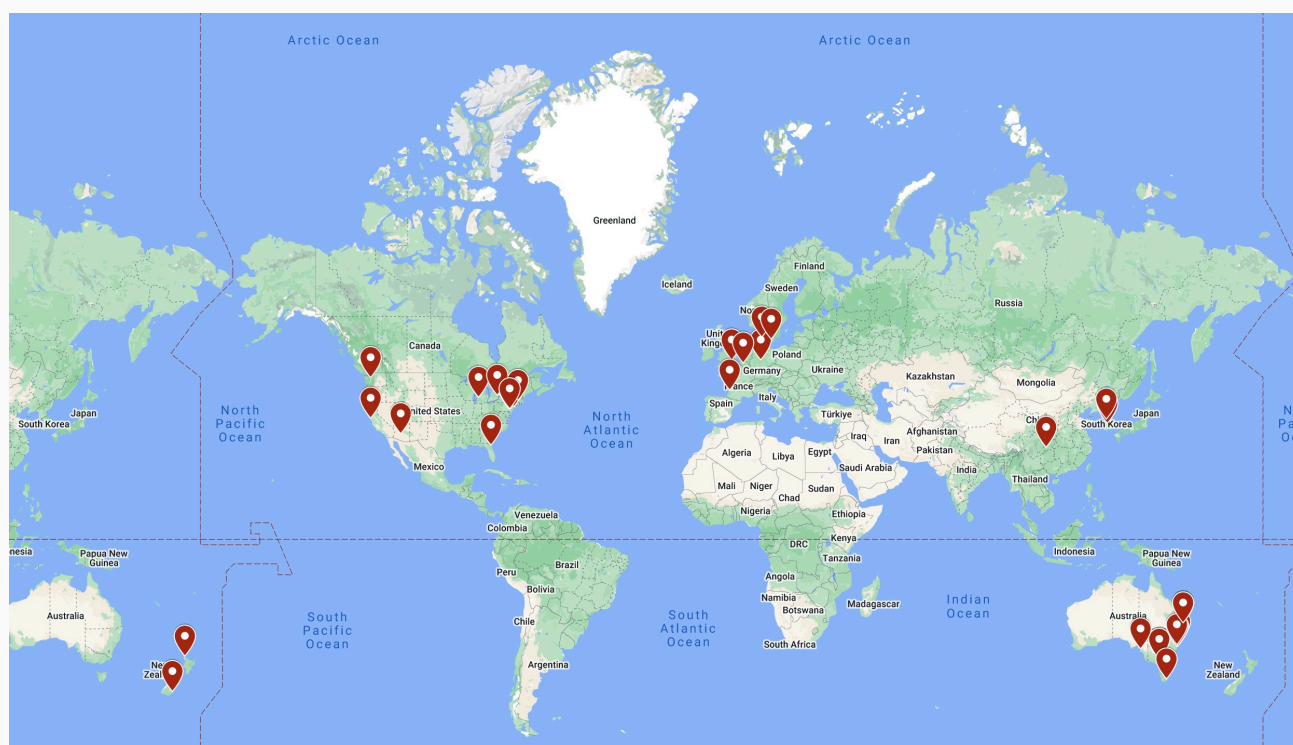 Arctic Ocean
Arctic Ocean
Greenland
Iceland
Finland
Sweden
Russia
Canada
Poland
Germany
Ukraine
Kazakhstan
Mongolia
Italy
Spain
Türkiye
Japan
South Korea
North
Pacific
Ocean
Mexico
North
Atlantic
Ocean
Algeria
Libya
Egypt
Iraq
Iran
Afghanistan
Pakistan
Saudi Arabia
India
South Korea
Japan
Mali
Niger
Chad
Sudan
Thailand
Nigeria
Ethiopia
Venezuela
Colombia
DRC
Kenya
Tanzania
Indonesia
Papua New
Guinea
Papua New
Guinea
Peru
Brazil
Bolivia
Angola
Namibia
Botswana
Madagascar
Indian
Ocean
Australia
Australia
South
Pacific
Ocean
Chile
South
Atlantic
Ocean
South Africa
Argentina
New
Zealand